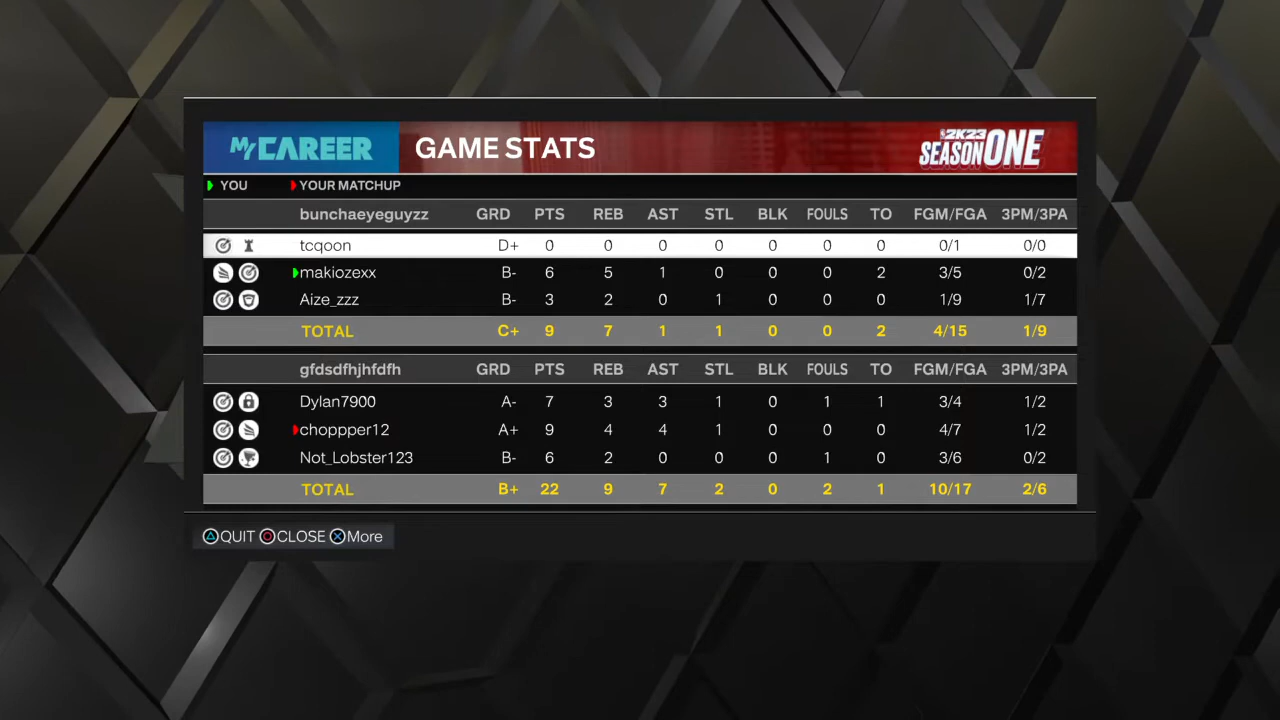 MyCAREER GAME STATS 2K23 SEASON ONE
YOU YOUR MATCHUP
bunchaeyeguyzz GRD PTS REB AST STL BLK FOULS TO FGM/FGA 3PM/3PA
tcqoon D+ 0 0 0 0 0 0 0 0/1 0/0
makiozexx B- 6 5 1 0 0 0 2 3/5 0/2
Aize_zzz B- 3 2 0 1 0 0 0 1/9 1/7
TOTAL C+ 9 7 1 1 0 0 2 4/15 1/9
gfdsdfhjhfdfh GRD PTS REB AST STL BLK FOULS TO FGM/FGA 3PM/3PA
Dylan7900 A- 7 3 3 1 0 1 1 3/4 1/2
choppper12 A+ 9 4 4 1 0 0 0 4/7 1/2
Not_Lobster123 B- 6 2 0 0 0 1 0 3/6 0/2
TOTAL B+ 22 9 7 2 0 2 1 10/17 2/6
QUIT CLOSE More